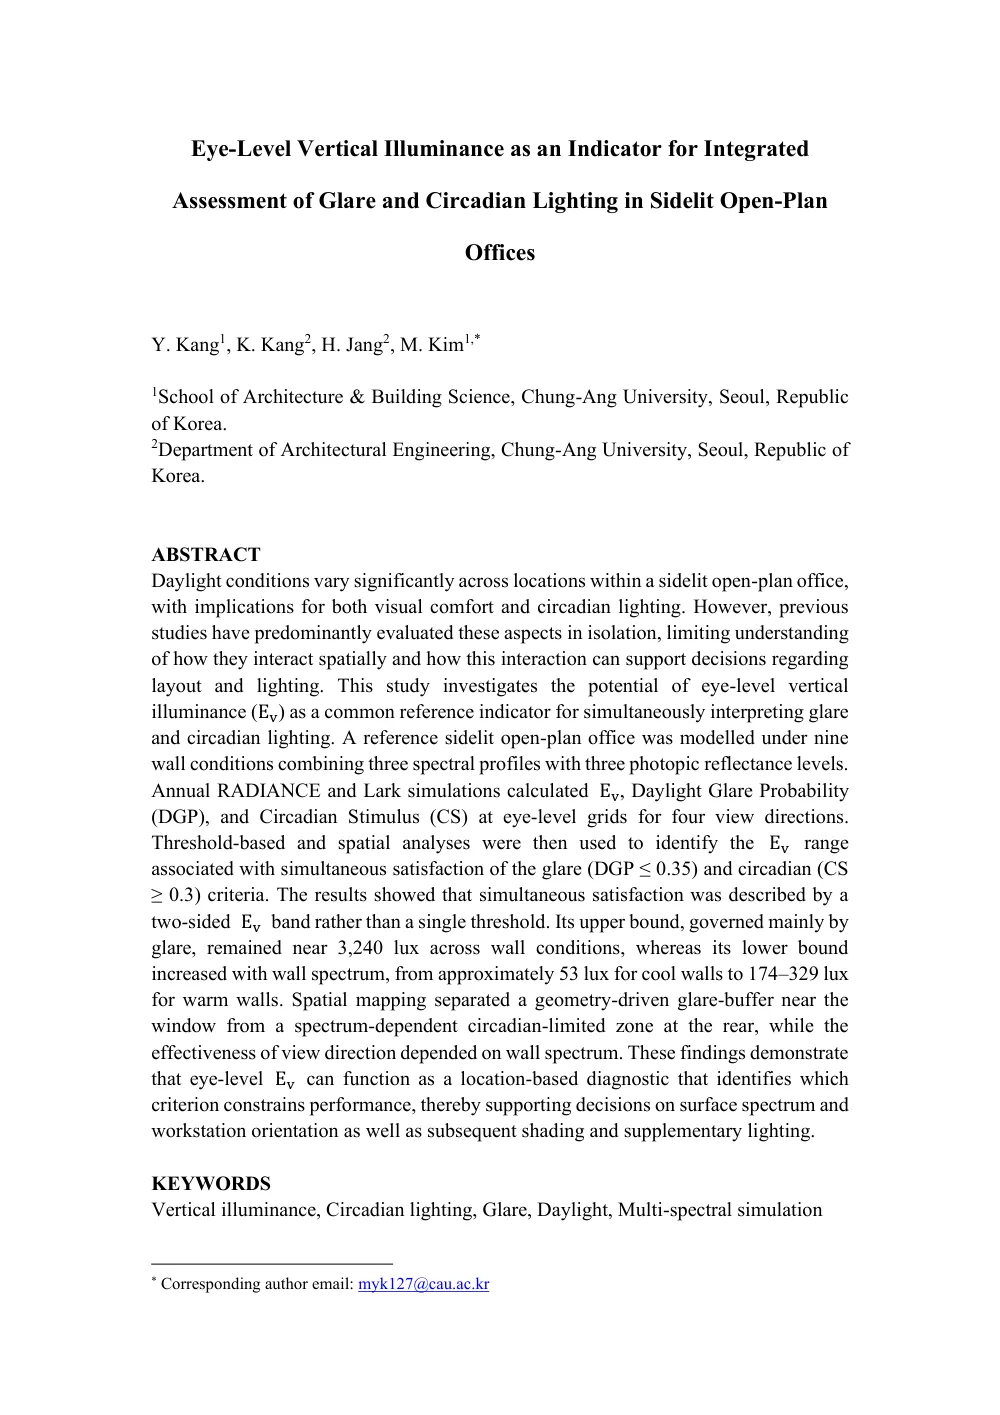 Eye-Level Vertical Illuminance as an Indicator for Integrated
Assessment of Glare and Circadian Lighting in Sidelit Open-Plan
Offices
Y. Kang1, K. Kang2, H. Jang2, M. Kim1,*
1School of Architecture & Building Science, Chung-Ang University, Seoul, Republic
of Korea.
2Department of Architectural Engineering, Chung-Ang University, Seoul, Republic of
Korea.
ABSTRACT
Daylight conditions vary significantly across locations within a sidelit open-plan office,
with implications for both visual comfort and circadian lighting. However, previous
studies have predominantly evaluated these aspects in isolation, limiting understanding
of how they interact spatially and how this interaction can support decisions regarding
layout and lighting. This study investigates the potential of eye-level vertical
illuminance (Ev) as a common reference indicator for simultaneously interpreting glare
and circadian lighting. A reference sidelit open-plan office was modelled under nine
wall conditions combining three spectral profiles with three photopic reflectance levels.
Annual RADIANCE and Lark simulations calculated Ev, Daylight Glare Probability
(DGP), and Circadian Stimulus (CS) at eye-level grids for four view directions.
Threshold-based and spatial analyses were then used to identify the Ev range
associated with simultaneous satisfaction of the glare (DGP ≤ 0.35) and circadian (CS
≥ 0.3) criteria. The results showed that simultaneous satisfaction was described by a
two-sided Ev band rather than a single threshold. Its upper bound, governed mainly by
glare, remained near 3,240 lux across wall conditions, whereas its lower bound
increased with wall spectrum, from approximately 53 lux for cool walls to 174–329 lux
for warm walls. Spatial mapping separated a geometry-driven glare-buffer near the
window from a spectrum-dependent circadian-limited zone at the rear, while the
effectiveness of view direction depended on wall spectrum. These findings demonstrate
that eye-level Ev can function as a location-based diagnostic that identifies which
criterion constrains performance, thereby supporting decisions on surface spectrum and
workstation orientation as well as subsequent shading and supplementary lighting.
KEYWORDS
Vertical illuminance, Circadian lighting, Glare, Daylight, Multi-spectral simulation
* Corresponding author email: myk127@cau.ac.kr